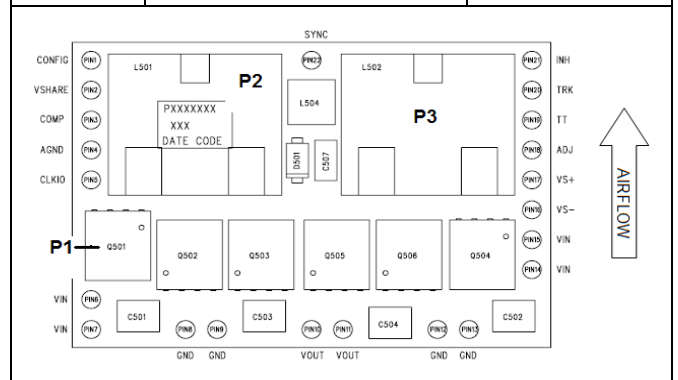 SYNC
CONFIG PIN1 L501 P2 PIN22 L502 PIN21 INH
VSHARE PIN2 L504 PIN20 TRK
PXXXXXXX P3
COMP PIN3 XXX PIN19 TT
DATE CODE
AGND PIN4 D501 C507 PIN18 ADJ
CLKIO PIN5 PIN17 VS+
AIRFLOW
PIN16 VS-
P1 Q501 Q502 Q503 Q505 Q506 Q504 PIN15 VIN
PIN14 VIN
VIN PIN6
VIN PIN7 C501 PIN8 PIN9 C503 PIN10 PIN11 C504 PIN12 PIN13 C502
GND GND VOUT VOUT GND GND